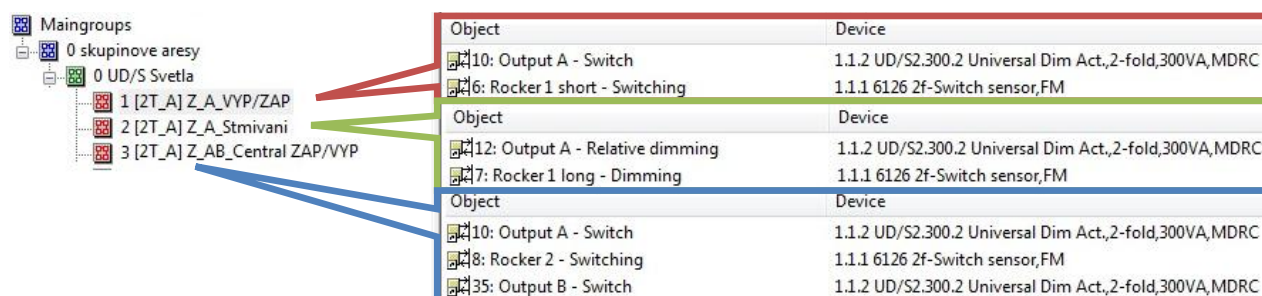 Maingroups
0 skupinove aresy
0 UD/S Svetla
1 [2T_A] Z_A_VYP/ZAP
2 [2T_A] Z_A_Stmivani
3 [2T_A] Z_AB_Central ZAP/VYP
Object Device
10: Output A - Switch 1.1.2 UD/S2.300.2 Universal Dim Act.,2-fold,300VA,MDRC
6: Rocker 1 short - Switching 1.1.1 6126 2f-Switch sensor,FM
Object Device
12: Output A - Relative dimming 1.1.2 UD/S2.300.2 Universal Dim Act.,2-fold,300VA,MDRC
7: Rocker 1 long - Dimming 1.1.1 6126 2f-Switch sensor,FM
Object Device
10: Output A - Switch 1.1.2 UD/S2.300.2 Universal Dim Act.,2-fold,300VA,MDRC
8: Rocker 2 - Switching 1.1.1 6126 2f-Switch sensor,FM
35: Output B - Switch 1.1.2 UD/S2.300.2 Universal Dim Act.,2-fold,300VA,MDRC